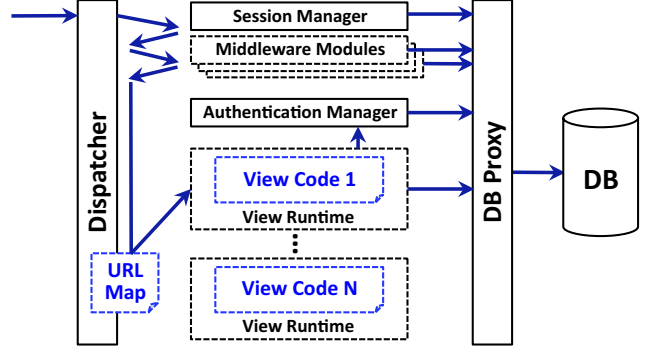 Session Manager
Middleware Modules
Authentication Manager
Dispatcher
View Code 1
View Runtime
URL
Map
View Code N
View Runtime
DB Proxy
DB